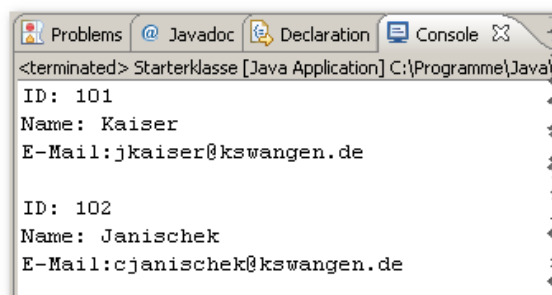 Problems @ Javadoc Declaration Console
<terminated> Starterklasse [Java Application] C:\Programme\Java\
ID: 101
Name: Kaiser
E-Mail:jkaiser@kswangen.de
ID: 102
Name: Janischek
E-Mail:cjanischek@kswangen.de